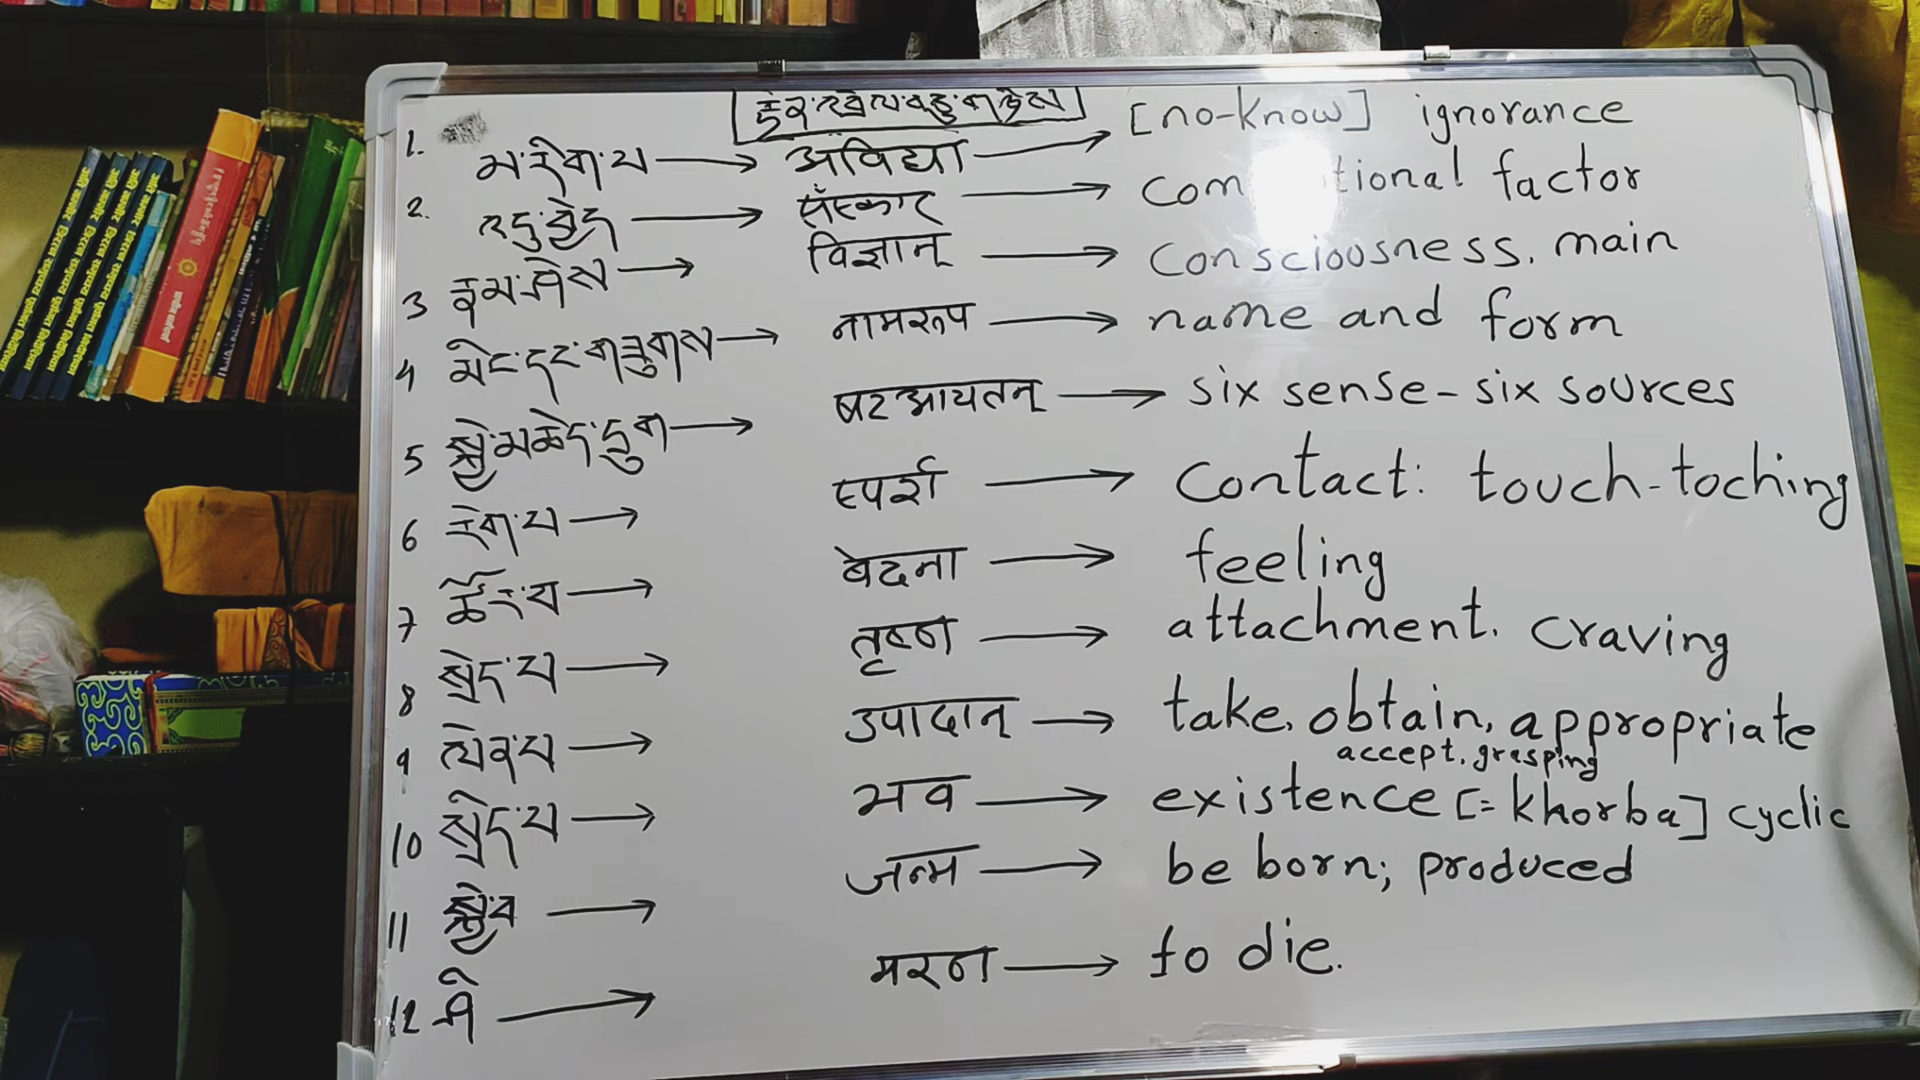 རྟེན་འབྲེལ་བཅུ་གཉིས
1. མ་རིག་པ → अविद्या → [no-know] ignorance
2. འདུ་བྱེད → सँस्कार → com tional factor
3 རྣམ་ཤེས → विज्ञान् → consciousness. main
4 མིང་དང་གཟུགས → नामरूप → name and form
5 སྐྱེ་མཆེད་དྲུག → षटआयतन् → six sense-six sources
6 རེག་པ → स्पर्श → Contact: touch-toching
7 ཚོར་བ → बेदना → feeling
8 སྲེད་པ → तृष्णा → attachment. craving
9 ལེན་པ → उपादान् → take. obtain, appropriate
accept. grasping
10 སྲིད་པ → भव → existence [= khorba] cyclic
11 སྐྱེ་བ → जन्म → be born; produced
12 ཤི → मरण → to die.